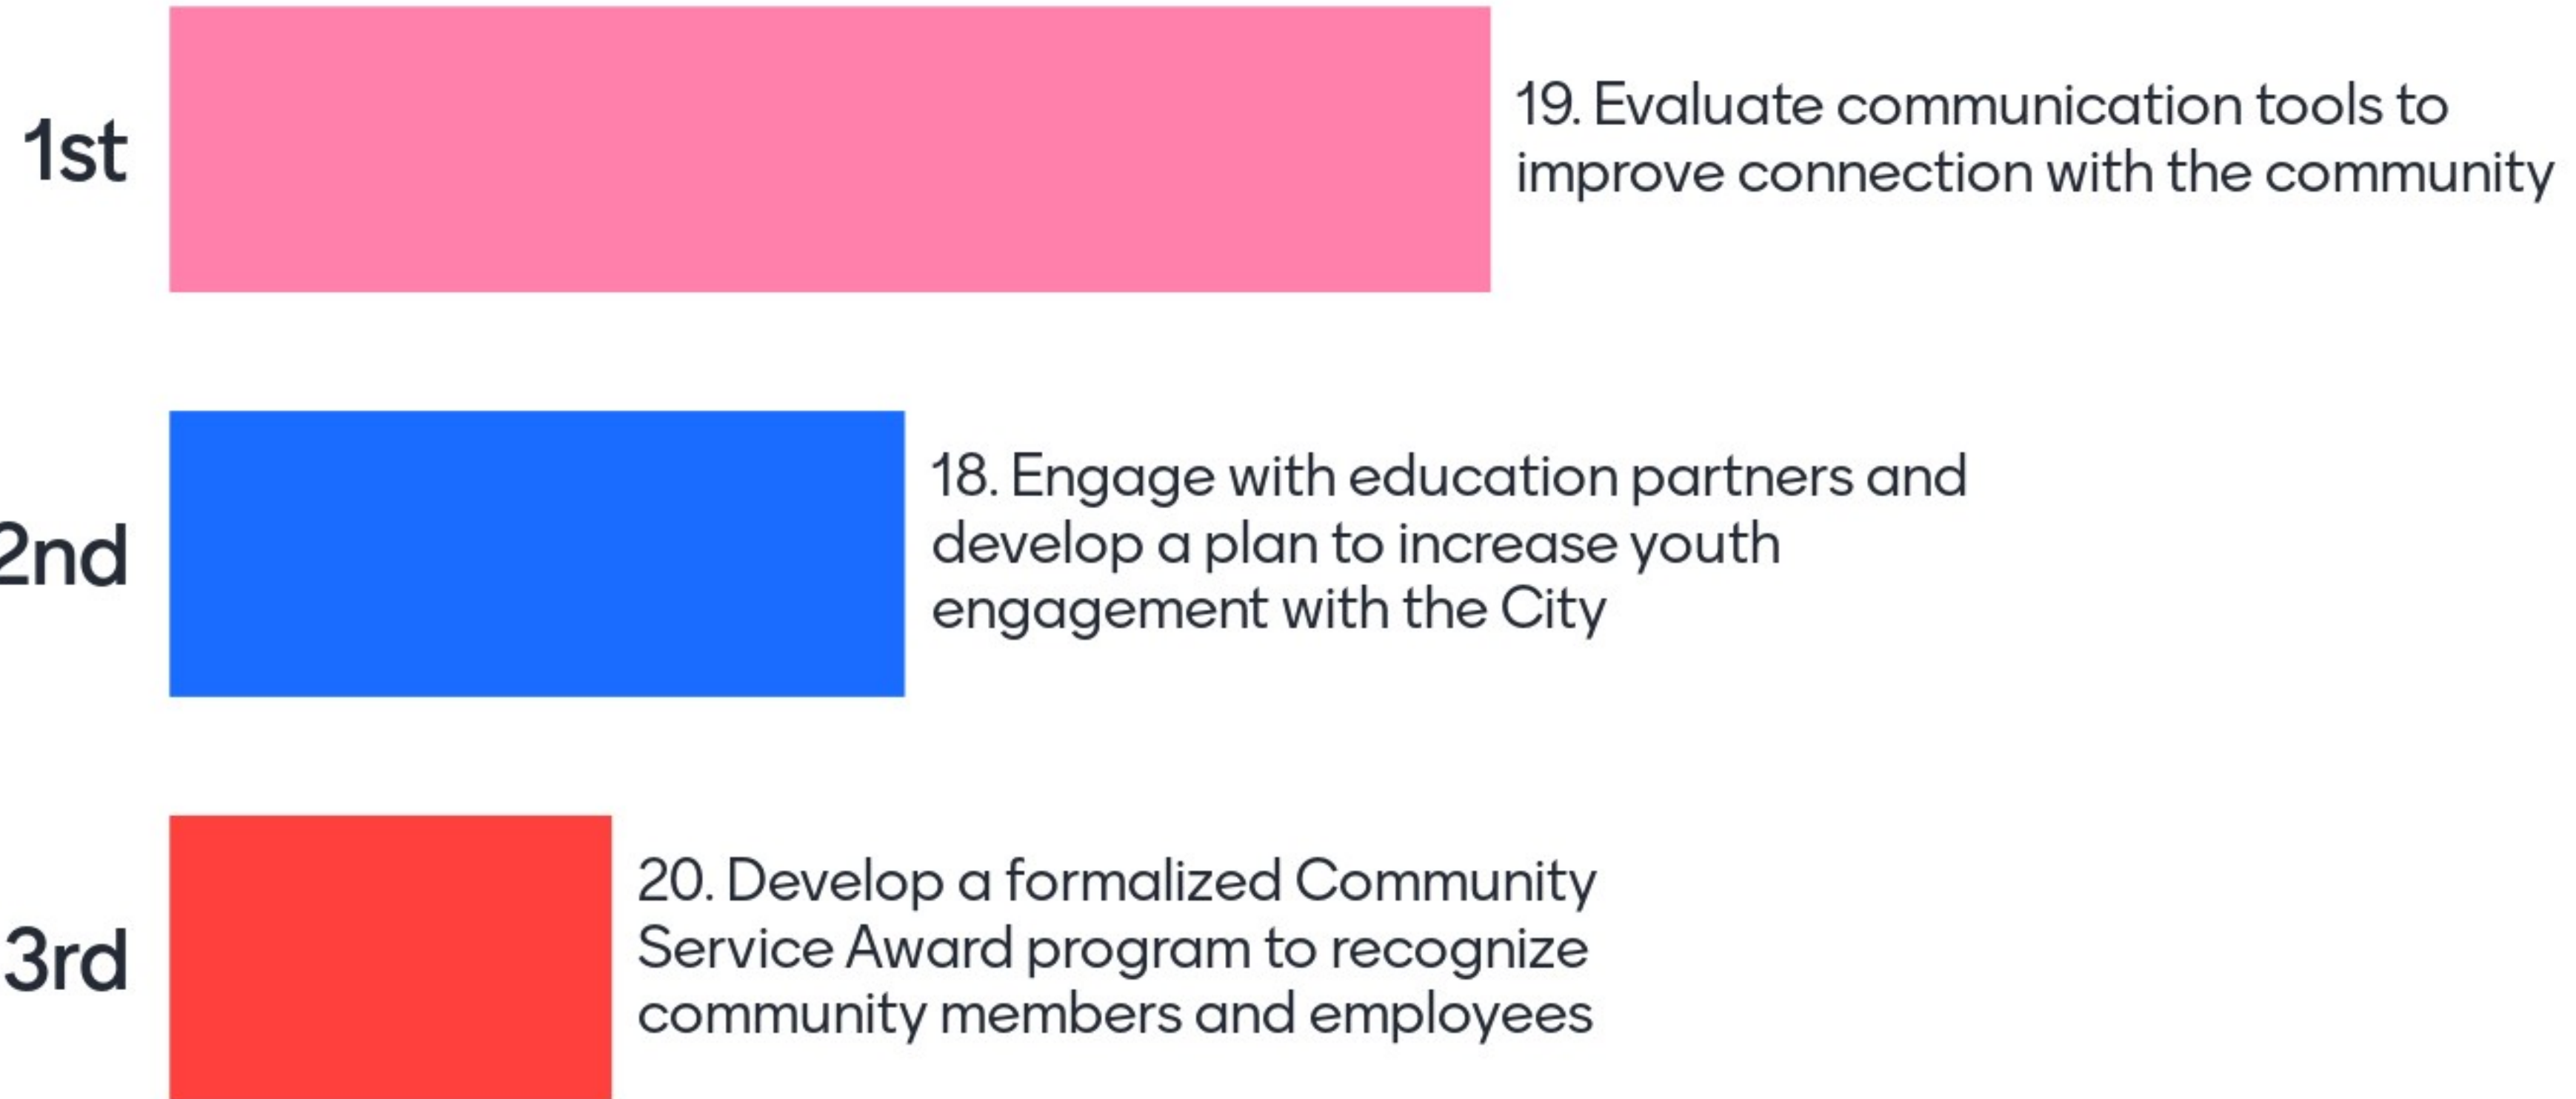 1st
19. Evaluate communication tools to
improve connection with the community
2nd
18. Engage with education partners and
develop a plan to increase youth
engagement with the City
3rd
20. Develop a formalized Community
Service Award program to recognize
community members and employees